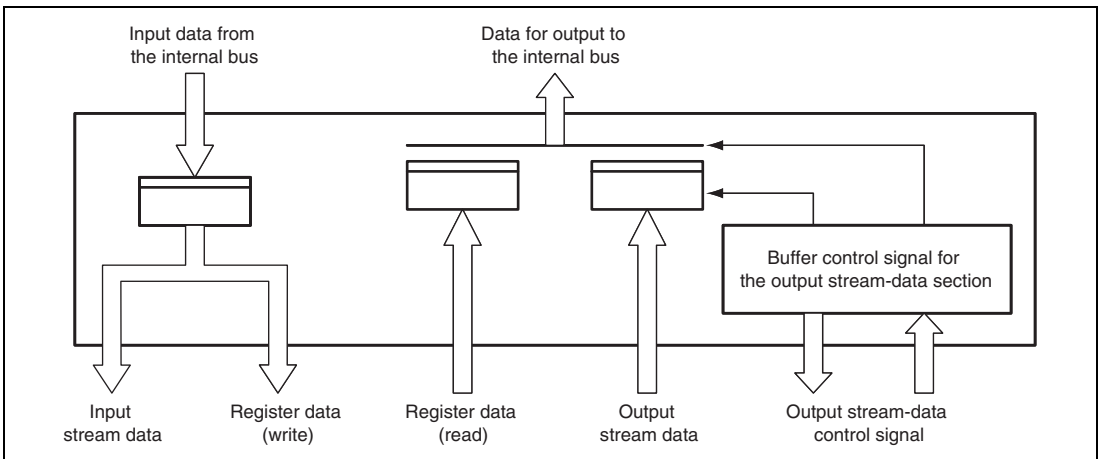 Input data from
the internal bus
Data for output to
the internal bus
Buffer control signal for
the output stream-data section
Input
stream data
Register data
(write)
Register data
(read)
Output
stream data
Output stream-data
control signal